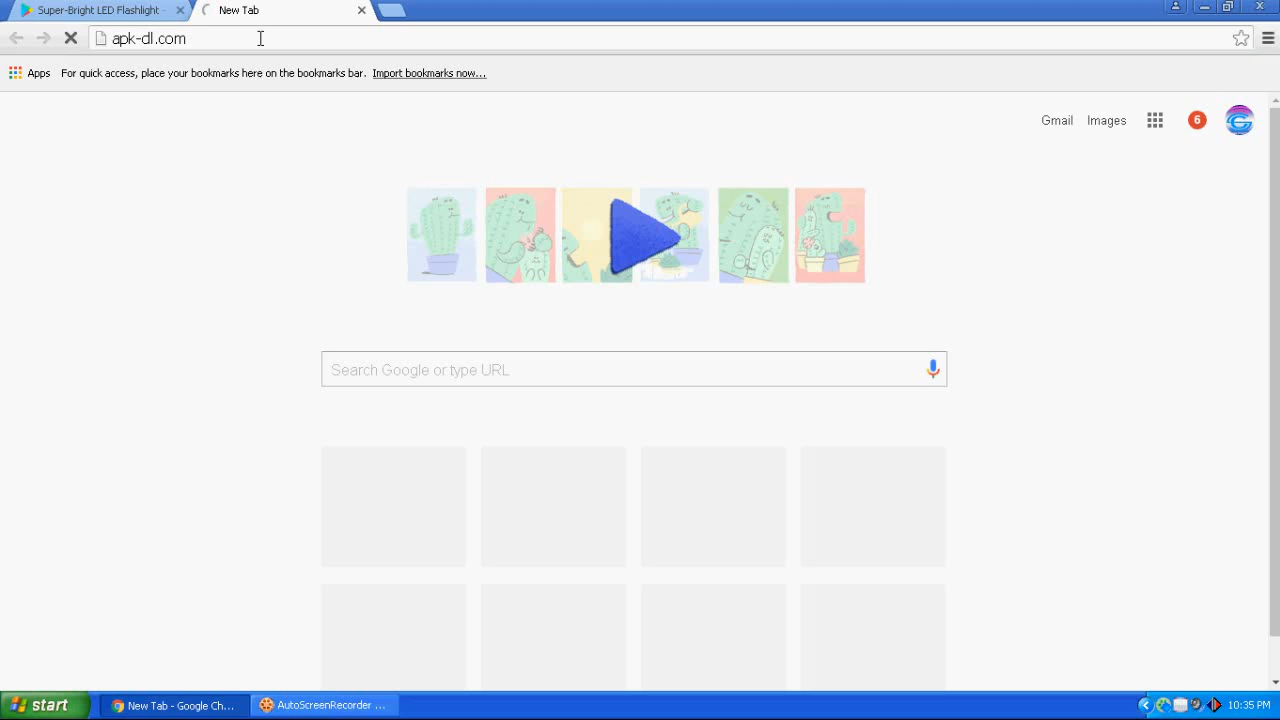 Super-Bright LED Flashlight -
New Tab
apk-dl.com
Apps
For quick access, place your bookmarks here on the bookmarks bar. Import bookmarks now...
Gmail
Images
6
Search Google or type URL
start
New Tab - Google Ch...
AutoScreenRecorder ...
10:35 PM